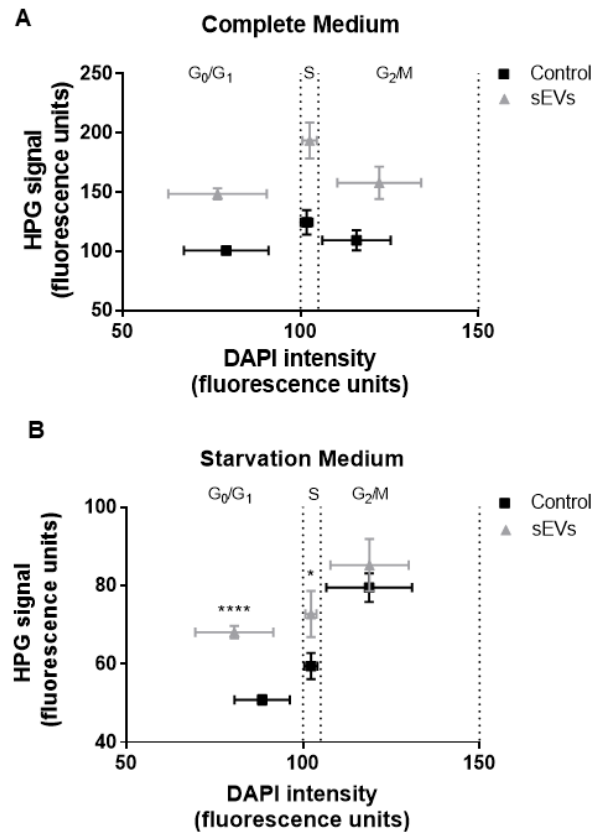 A
Complete Medium
G0/G1
S
G2/M
Control
sEVs
250
200
150
100
50
HPG signal
(fluorescence units)
50
100
150
DAPI intensity
(fluorescence units)
B
Starvation Medium
G0/G1
S
G2/M
Control
sEVs
100
80
60
40
HPG signal
(fluorescence units)
****
*
50
100
150
DAPI intensity
(fluorescence units)